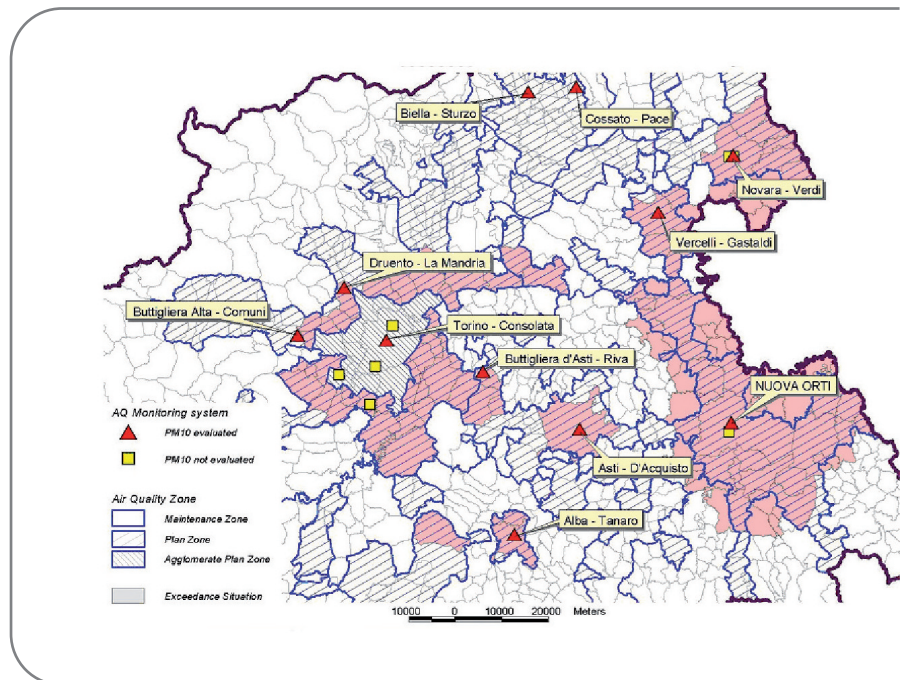 Biella - Sturzo
Cossato - Pace
Novara - Verdi
Vercelli - Gastaldi
Druento - La Mandria
Buttigliera Alta - Comuni
Torino - Consolata
Buttigliera d'Asti - Riva
NUOVA ORTI
Asti - D'Acquisto
Alba - Tanaro
AQ Monitoring system
PM10 evaluated
PM10 not evaluated
Air Quality Zone
Maintenance Zone
Plan Zone
Agglomerate Plan Zone
Exceedance Situation
10000 0 10000 20000 Meters